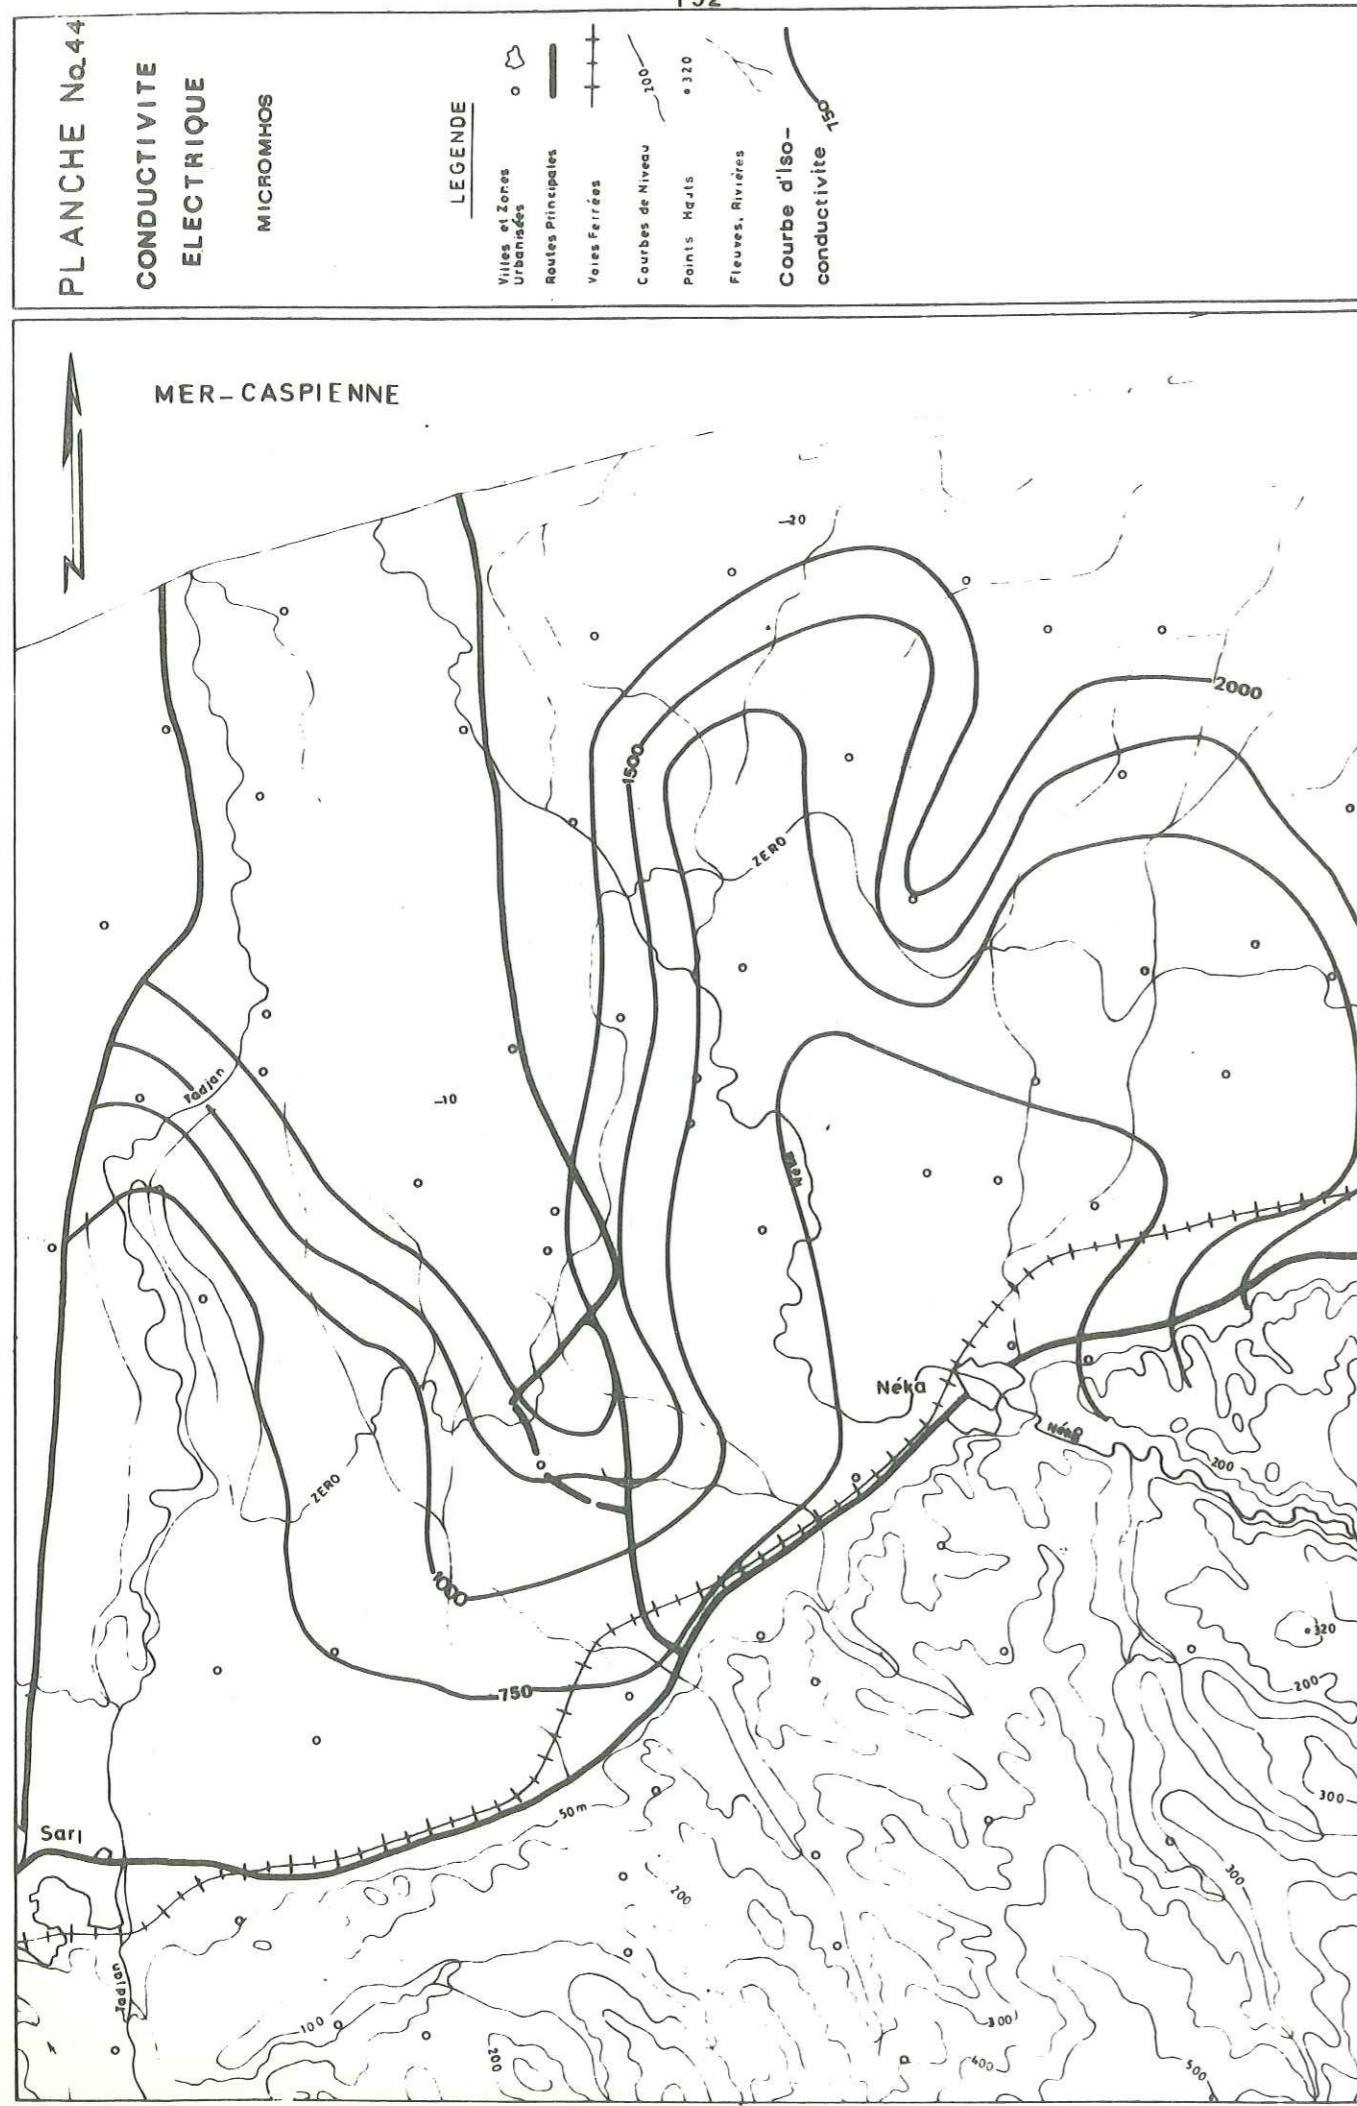 PLANCHE No.44
CONDUCTIVITE
ELECTRIQUE
MICROMHOS
LEGENDE
Villes et Zones
Urbanisées
Routes Principales
Voies Ferrées
Courbes de Niveau
200
Points Hauts
320
Fleuves, Rivières
Courbe d'Iso-
conductivite
750
MER-CASPIENNE
-20
2000
1500
ZERO
Tadjan
-10
Néka
Néka
200
ZERO
1000
320
200
750
300
50m
Sari
300
200
Tadjan
100
300
200
400
500